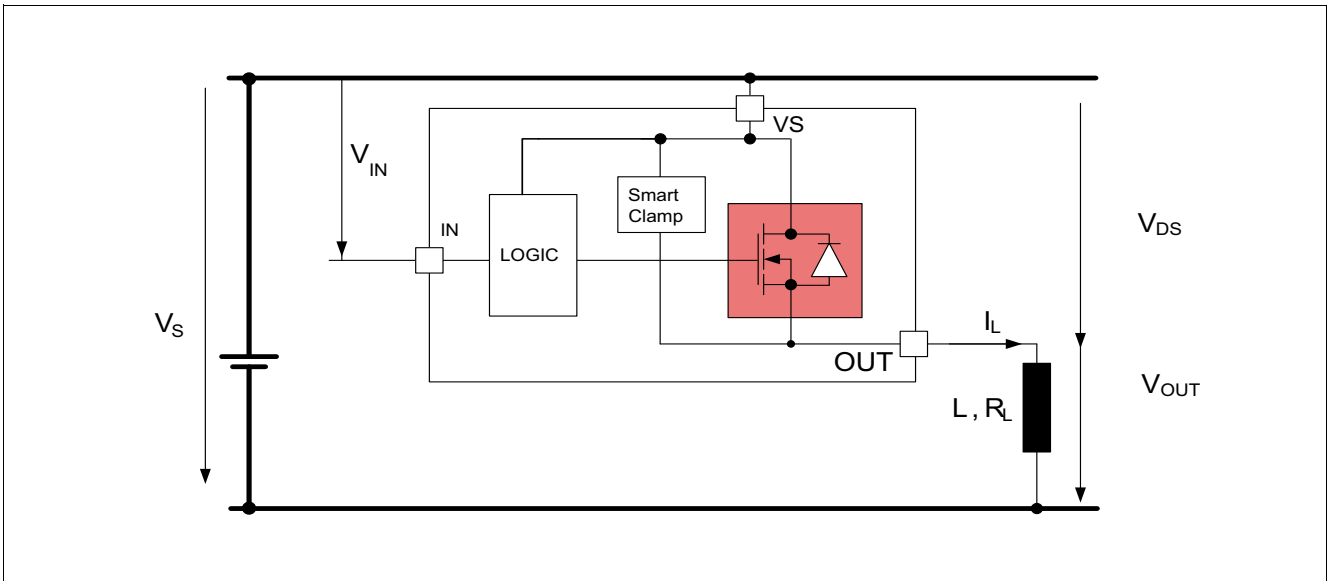 VS
VIN
Smart
Clamp
IN
LOGIC
VDS
VS
IL
OUT
VOUT
L , RL